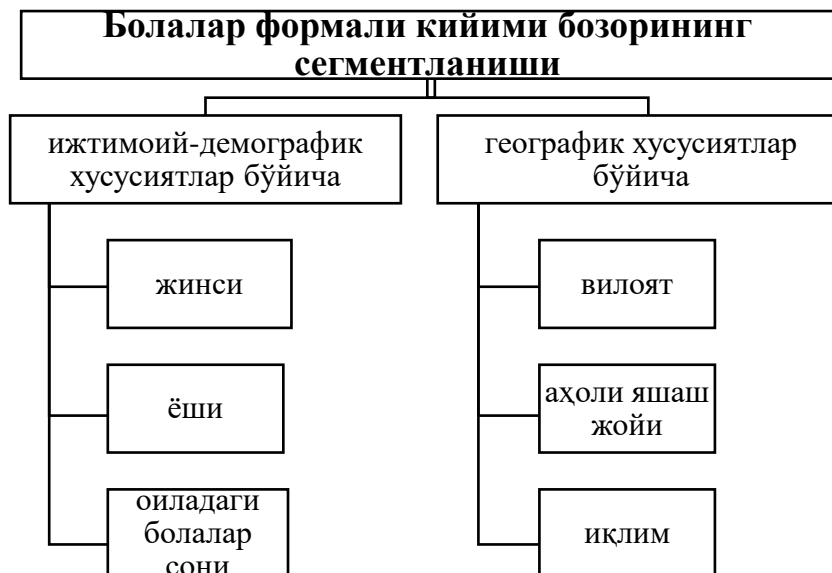 Болалар формали кийими бозорининг
сегментланиши
ижтимоий-демографик
хусусиятлар бўйича
жинси
ёши
оиладаги
болалар
сони
географик хусусиятлар
бўйича
вилоят
аҳоли яшаш
жойи
иқлим